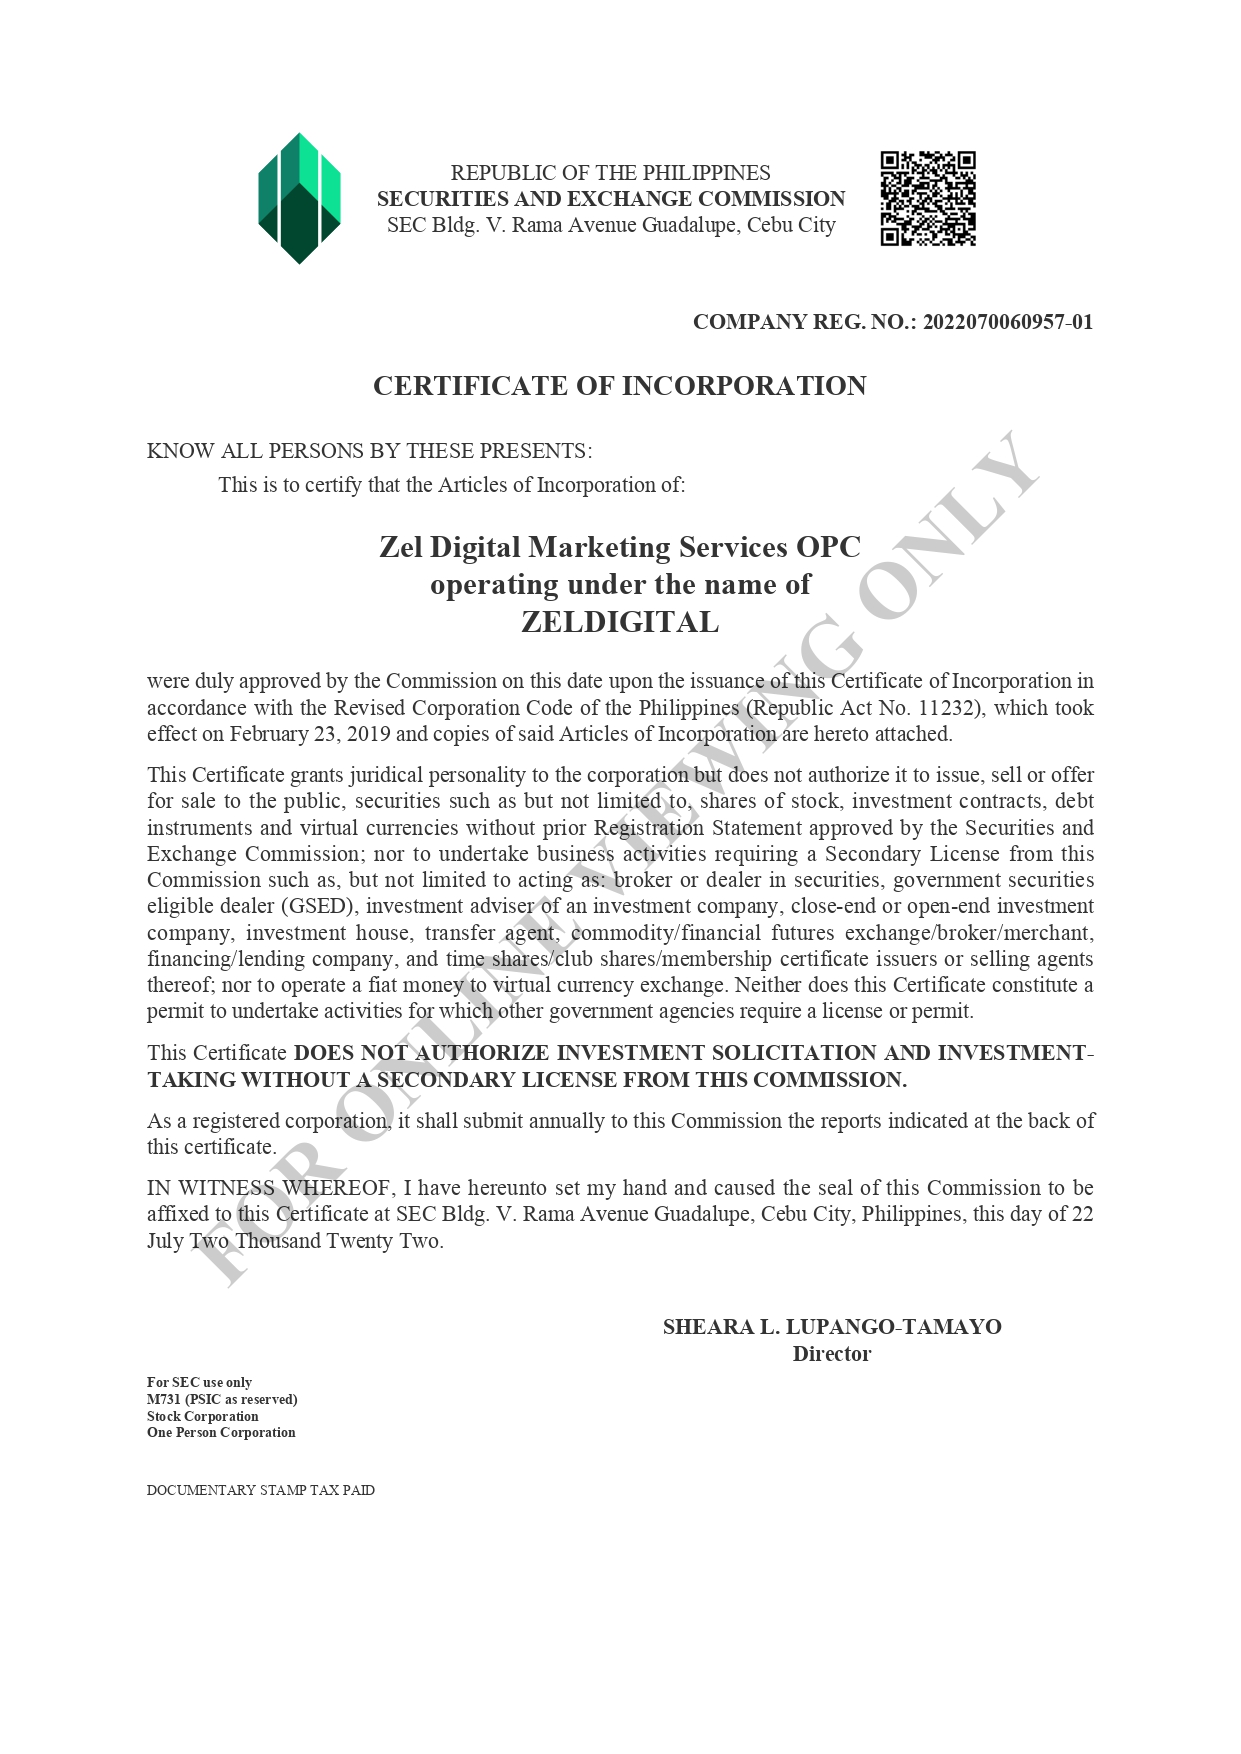 REPUBLIC OF THE PHILIPPINES
SECURITIES AND EXCHANGE COMMISSION
SEC Bldg. V. Rama Avenue Guadalupe, Cebu City
COMPANY REG. NO.: 2022070060957-01
CERTIFICATE OF INCORPORATION
KNOW ALL PERSONS BY THESE PRESENTS:
This is to certify that the Articles of Incorporation of:
Zel Digital Marketing Services OPC
operating under the name of
ZELDIGITAL
were duly approved by the Commission on this date upon the issuance of this Certificate of Incorporation in
accordance with the Revised Corporation Code of the Philippines (Republic Act No. 11232), which took
effect on February 23, 2019 and copies of said Articles of Incorporation are hereto attached.
This Certificate grants juridical personality to the corporation but does not authorize it to issue, sell or offer
for sale to the public, securities such as but not limited to, shares of stock, investment contracts, debt
instruments and virtual currencies without prior Registration Statement approved by the Securities and
Exchange Commission; nor to undertake business activities requiring a Secondary License from this
Commission such as, but not limited to acting as: broker or dealer in securities, government securities
eligible dealer (GSED), investment adviser of an investment company, close-end or open-end investment
company, investment house, transfer agent, commodity/financial futures exchange/broker/merchant,
financing/lending company, and time shares/club shares/membership certificate issuers or selling agents
thereof; nor to operate a fiat money to virtual currency exchange. Neither does this Certificate constitute a
permit to undertake activities for which other government agencies require a license or permit.
This Certificate DOES NOT AUTHORIZE INVESTMENT SOLICITATION AND INVESTMENT-
TAKING WITHOUT A SECONDARY LICENSE FROM THIS COMMISSION.
As a registered corporation, it shall submit annually to this Commission the reports indicated at the back of
this certificate.
IN WITNESS WHEREOF, I have hereunto set my hand and caused the seal of this Commission to be
affixed to this Certificate at SEC Bldg. V. Rama Avenue Guadalupe, Cebu City, Philippines, this day of 22
July Two Thousand Twenty Two.
FOR ONLINE VIEWING ONLY
SHEARA L. LUPANGO-TAMAYO
Director
For SEC use only
M731 (PSIC as reserved)
Stock Corporation
One Person Corporation
DOCUMENTARY STAMP TAX PAID